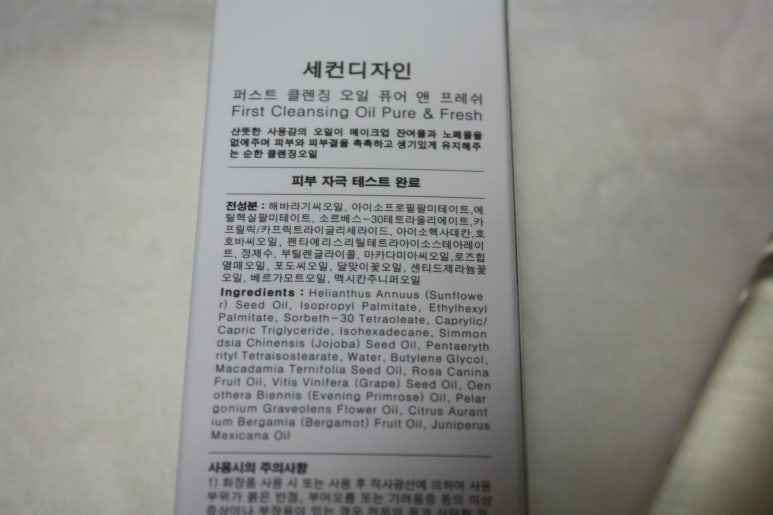 세컨디자인
퍼스트 클렌징 오일 퓨어 앤 프레쉬
First Cleansing Oil Pure & Fresh
산뜻한 사용감의 오일이 메이크업 잔여물과 노폐물을
없애주며 피부와 피부결을 촉촉하고 생기있게 유지해주
는 순한 클렌징오일
피부 자극 테스트 완료
전성분 : 해바라기씨오일, 아이소프로필팔미테이트,에
틸헥실팔미테이트, 소르베스-30테트라올리에이트,카
프릴릭/카프릭트라이글리세라이드, 아이소헥사데칸,호
호바씨오일, 펜타에리스리틸테트라아이소스테아레이
트, 정제수, 부틸렌글라이콜, 마카다미아씨오일,로즈힙
열매오일, 포도씨오일, 달맞이꽃오일, 센티드제라늄꽃
오일, 베르가모트오일, 멕시칸주니퍼오일
Ingredients : Helianthus Annuus (Sunflowe
r) Seed Oil, Isopropyl Palmitate, Ethylhexyl
Palmitate, Sorbeth-30 Tetraoleate, Caprylic/
Capric Triglyceride, Isohexadecane, Simmon
dsia Chinensis (Jojoba) Seed Oil, Pentaeryth
rityl Tetraisostearate, Water, Butylene Glycol,
Macadamia Ternifolia Seed Oil, Rosa Canina
Fruit Oil, Vitis Vinifera (Grape) Seed Oil, Oen
othera Biennis (Evening Primrose) Oil, Pelar
gonium Graveolens Flower Oil, Citrus Aurant
ium Bergamia (Bergamot) Fruit Oil, Juniperus
Mexicana Oil
사용시의 주의사항
1) 화장품 사용 시 또는 사용 후 직사광선에 의하여 사용
부위가 붉은 반점, 부어오름 또는 가려움증 등의 이상
증상이나 부작용이 있는 경우